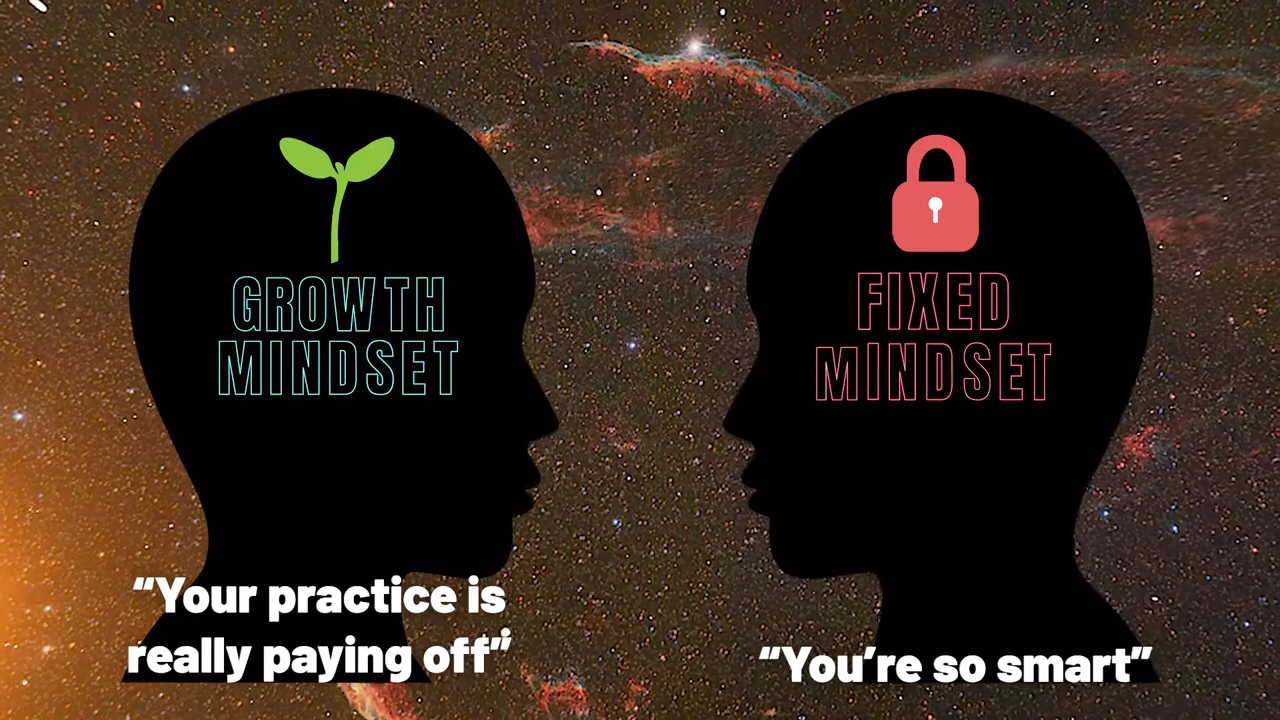 GROWTH
MINDSET
“Your practice is
really paying off”
FIXED
MINDSET
“You’re so smart”